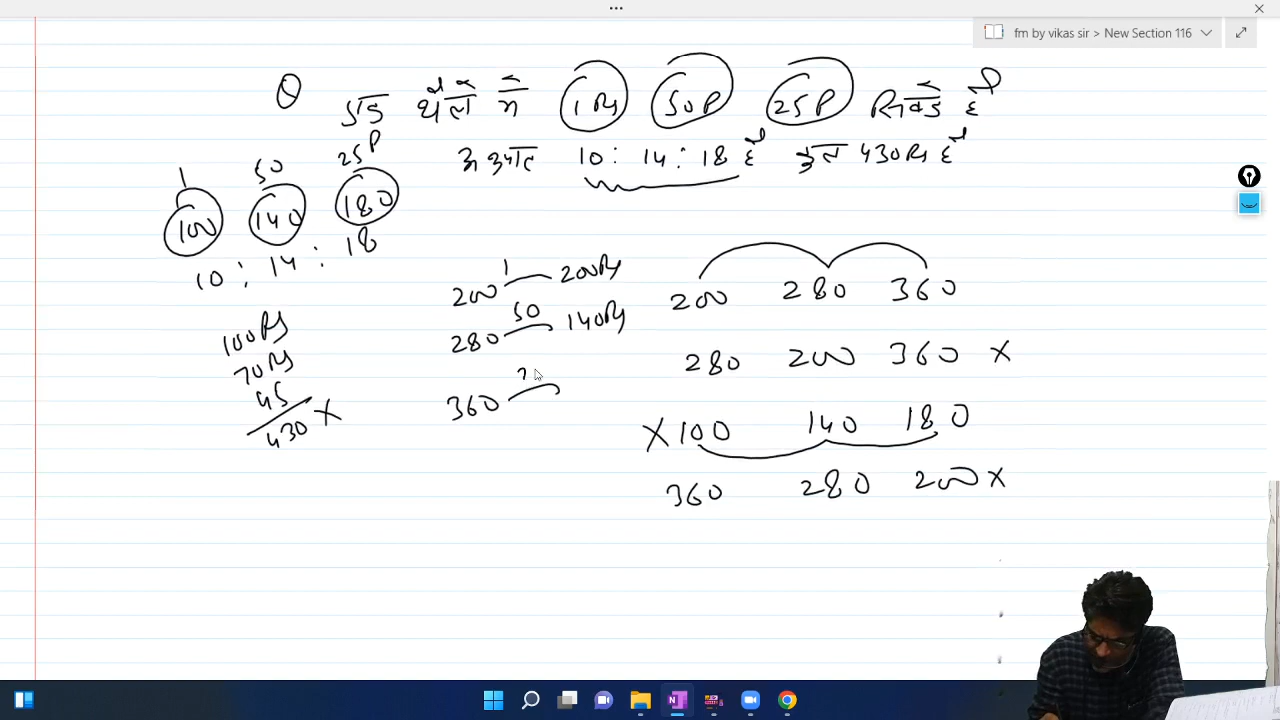 ...
fm by vikas sir > New Section 116
Q एक थैले में 1Rs 50P 25P सिक्के हैं
अनुपात 10 : 14 : 18 है कुल 430Rs है
1 50 25P
100 140 180
10 : 14 : 18
100Rs
70Rs
45
430 X
200 1 200Rs
280 50 140Rs
360 2
200 280 360
280 200 360 X
X 100 140 180
360 280 200 X